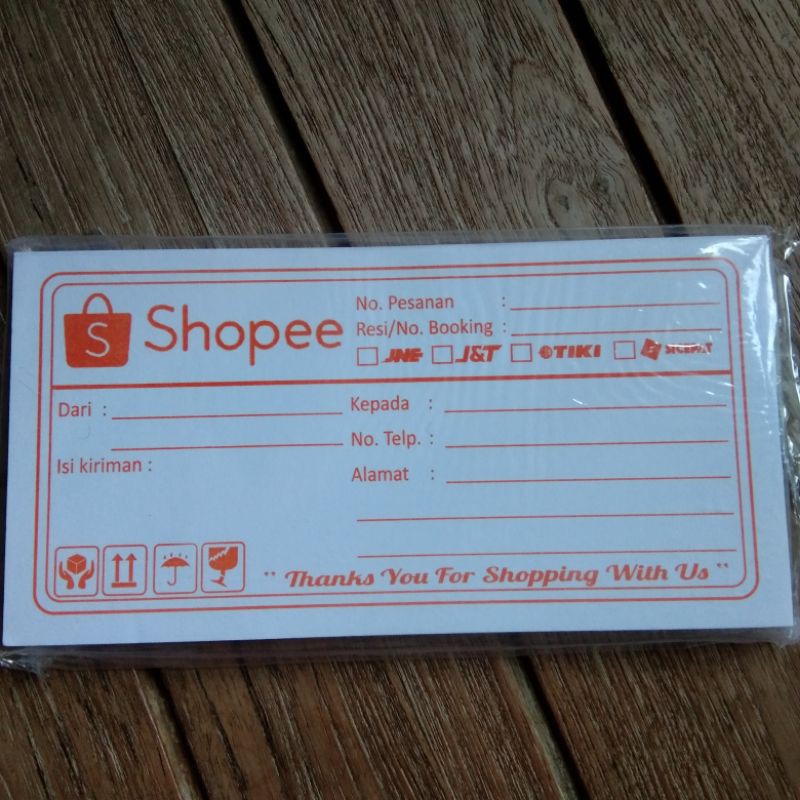 S Shopee
No. Pesanan :
Resi/No. Booking :
JNE J&T TIKI SICEPAT
Dari :
Isi kiriman :
Kepada :
No. Telp. :
Alamat :
" Thanks You For Shopping With Us "